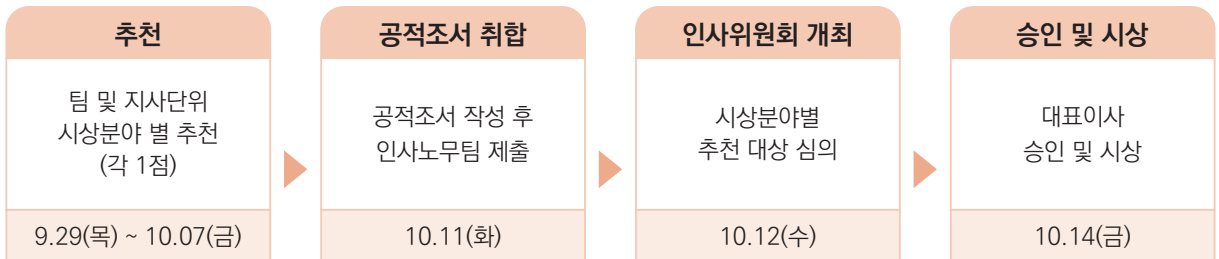 추천
팀 및 지사단위
시상분야 별 추천
(각 1점)
9.29(목) ~ 10.07(금)
공적조서 취합
공적조서 작성 후
인사노무팀 제출
10.11(화)
인사위원회 개최
시상분야별
추천 대상 심의
10.12(수)
승인 및 시상
대표이사
승인 및 시상
10.14(금)